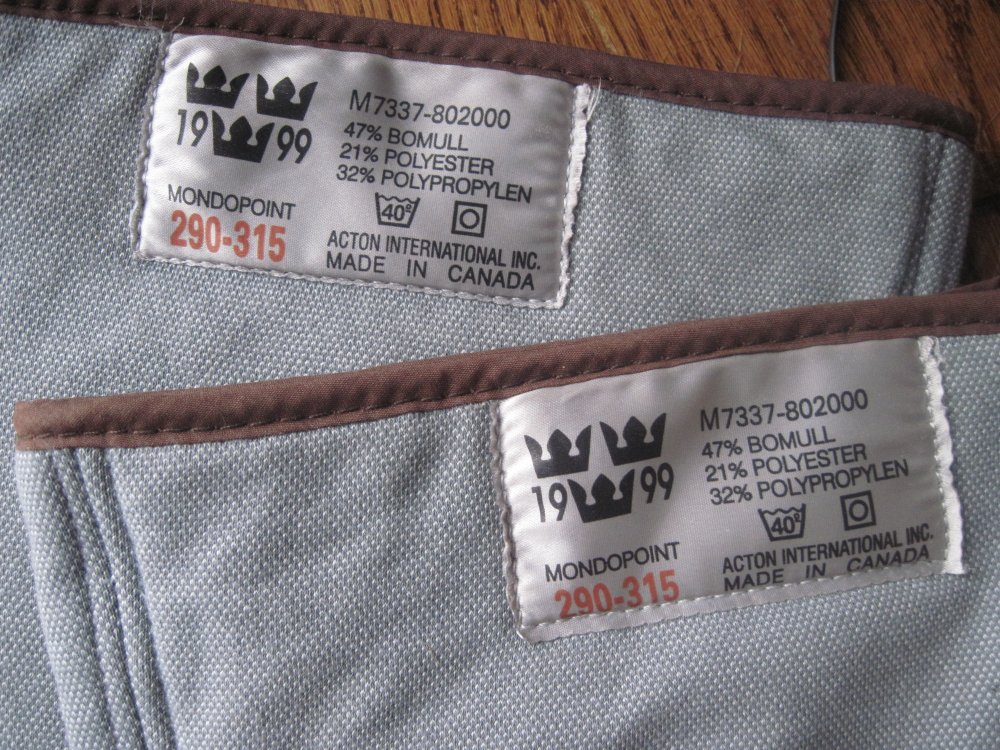 M7337-802000
19 99
47% BOMULL
21% POLYESTER
32% POLYPROPYLEN
MONDOPOINT
40º
290-315
ACTON INTERNATIONAL INC.
MADE IN CANADA
M7337-802000
19 99
47% BOMULL
21% POLYESTER
32% POLYPROPYLEN
40º
MONDOPOINT
ACTON INTERNATIONAL INC.
290-315
MADE IN CANADA